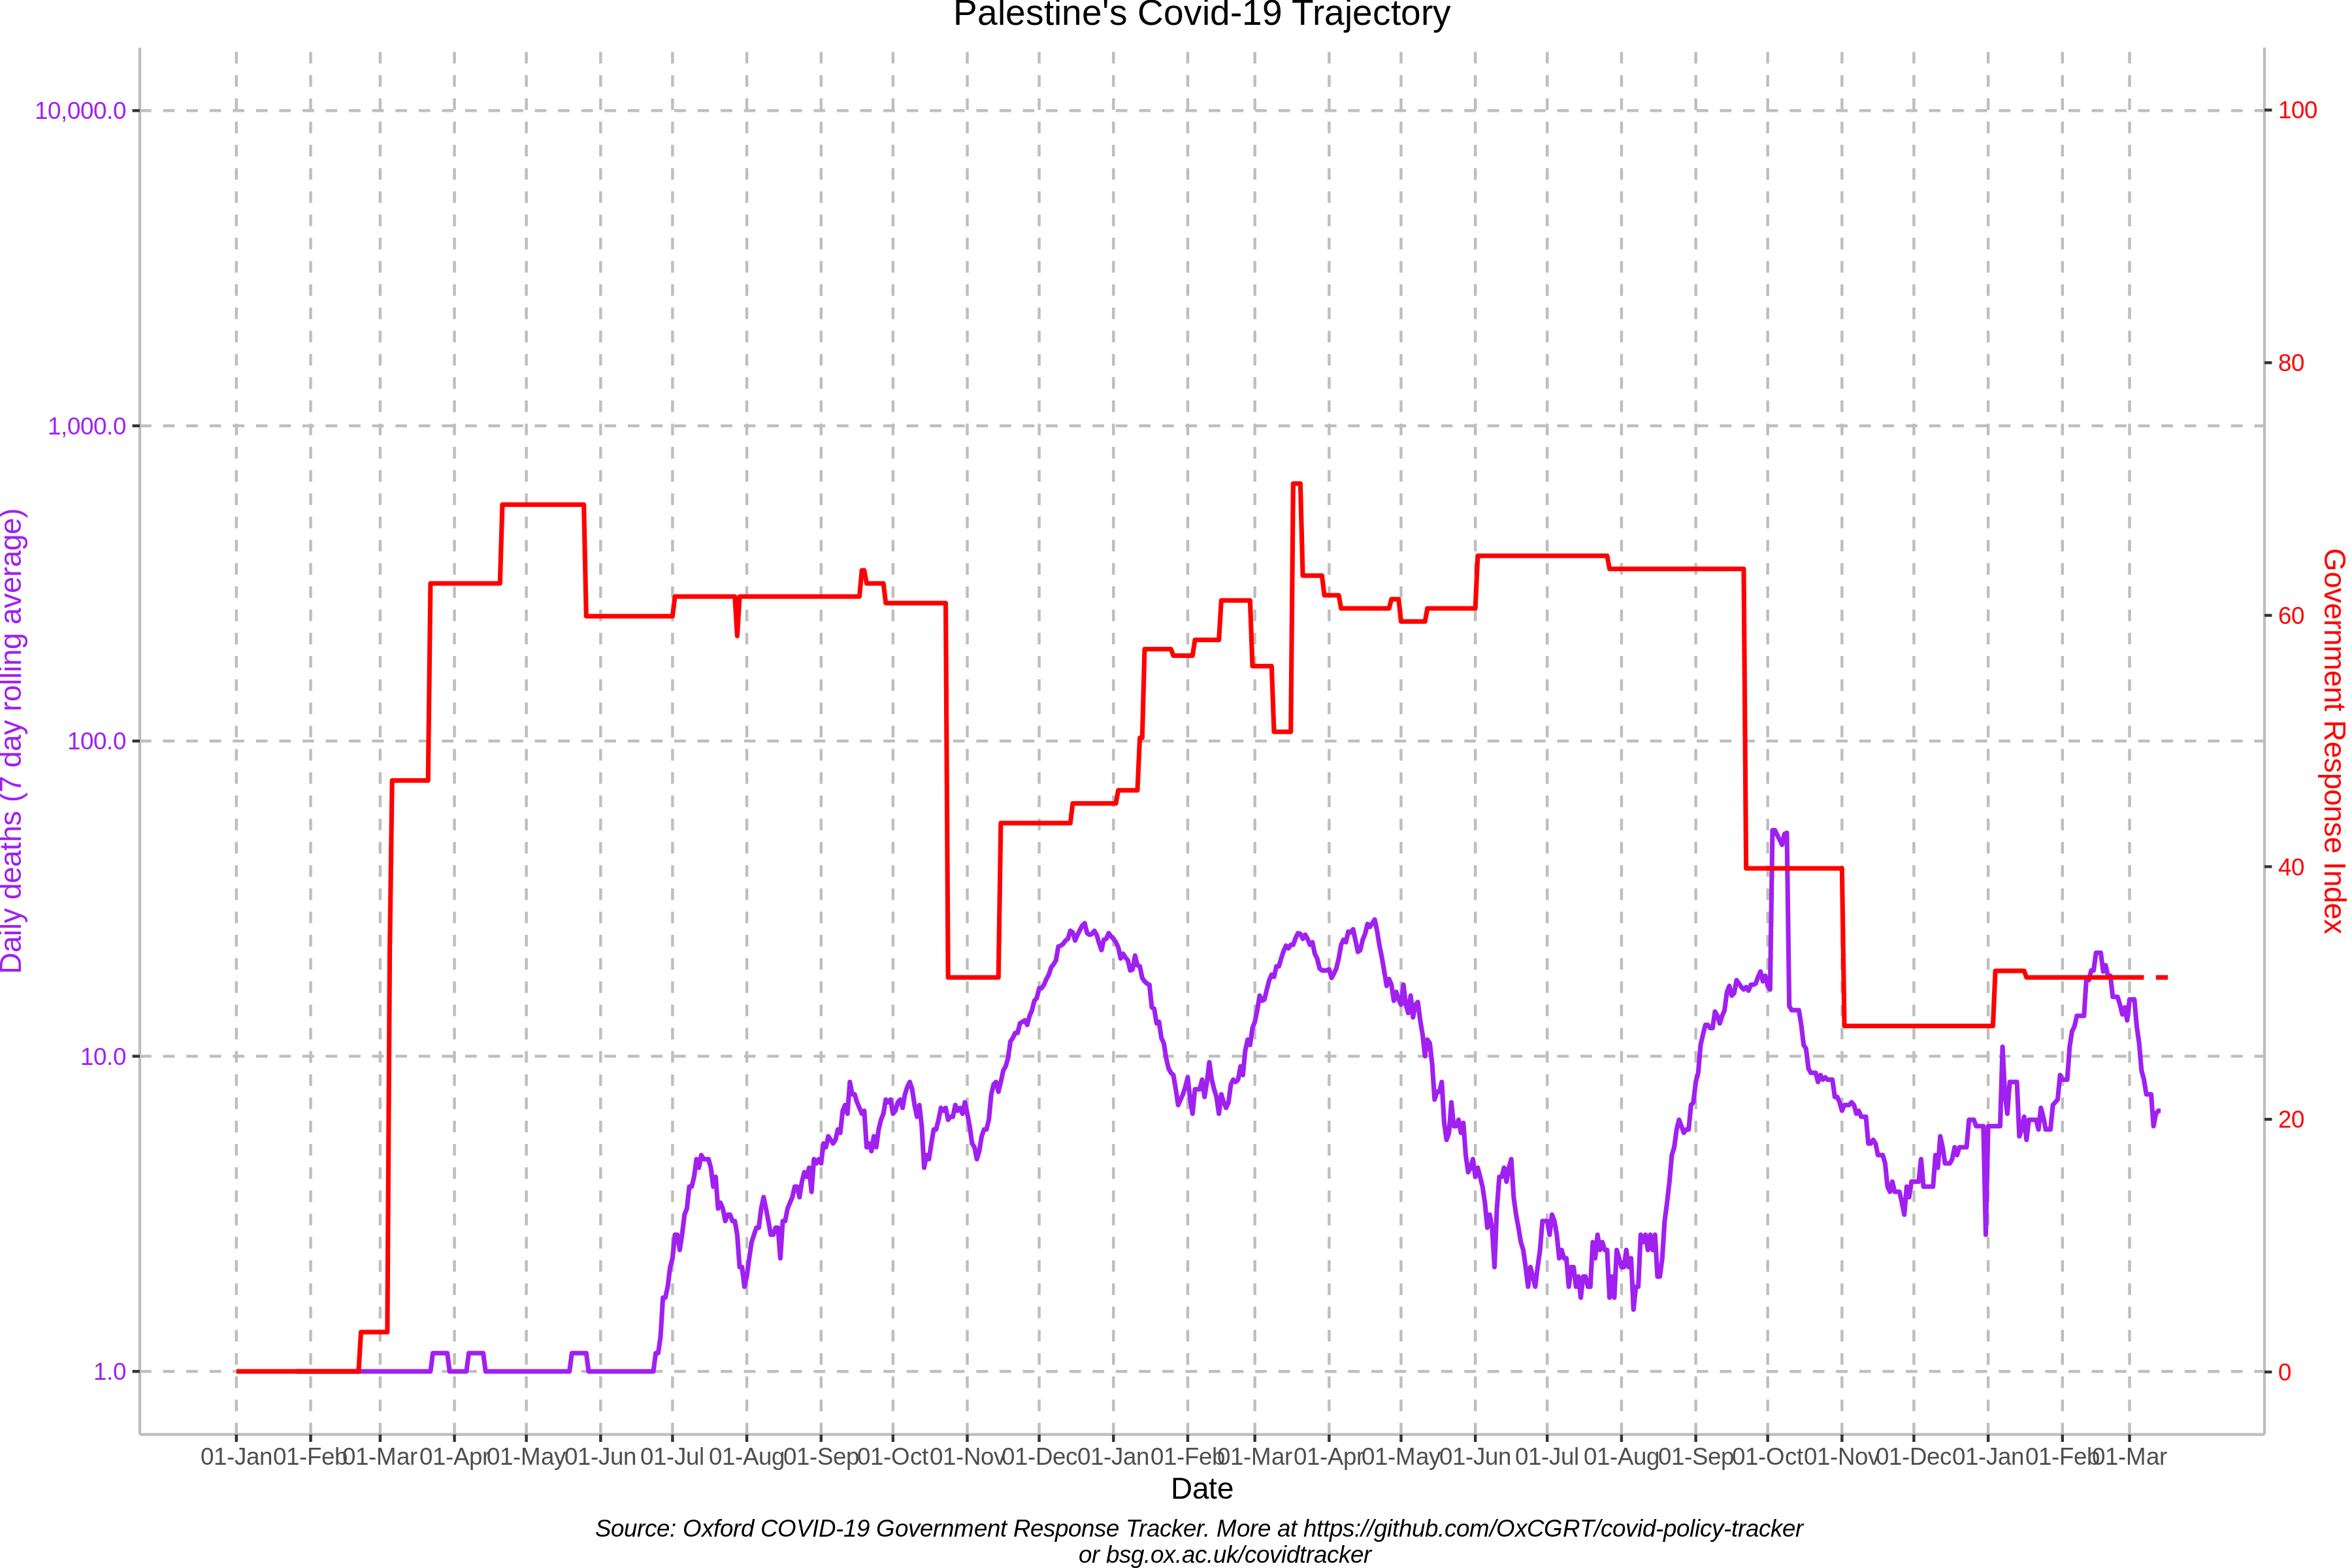 Palestine's Covid-19 Trajectory
10,000.0
1,000.0
100.0
10.0
1.0
Daily deaths (7 day rolling average)
100
80
60
40
20
0
Government Response Index
01-Jan 01-Feb 01-Mar 01-Apr 01-May 01-Jun 01-Jul 01-Aug 01-Sep 01-Oct 01-Nov 01-Dec 01-Jan 01-Feb 01-Mar 01-Apr 01-May 01-Jun 01-Jul 01-Aug 01-Sep 01-Oct 01-Nov 01-Dec 01-Jan 01-Feb 01-Mar
Date
Source: Oxford COVID-19 Government Response Tracker. More at https://github.com/OxCGRT/covid-policy-tracker
or bsg.ox.ac.uk/covidtracker